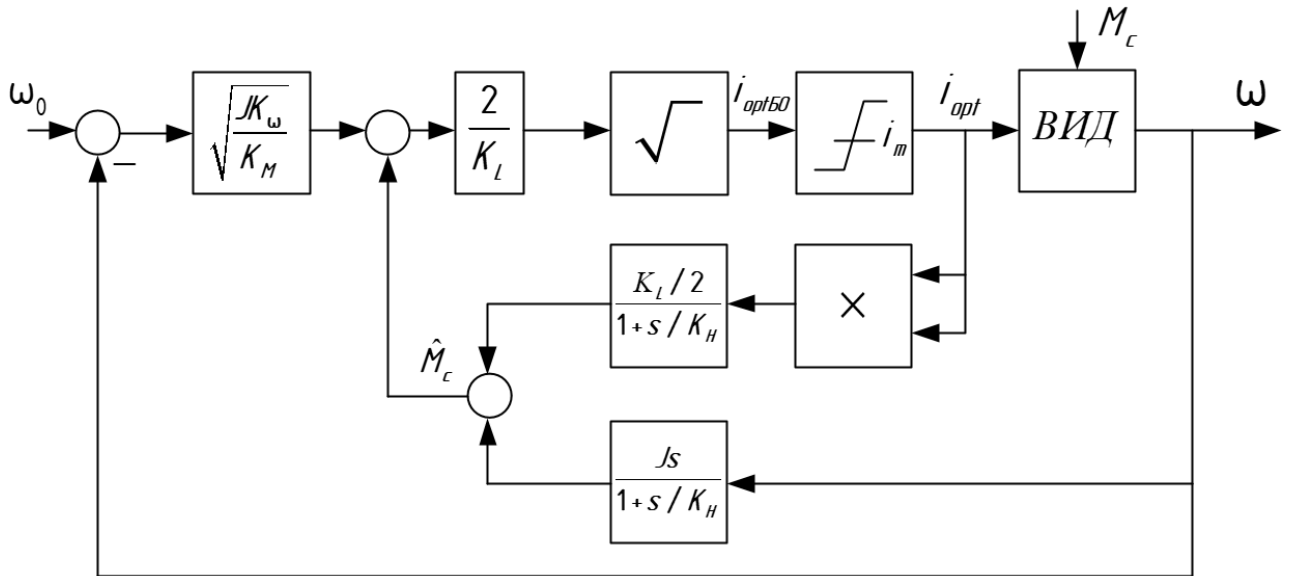 M_c
ω_0
√(JK_ω / K_M)
2 / K_L
√
i_optБО
i_m
i_opt
ВИД
ω
−
K_L / 2
1 + s / K_H
×
M̂_c
Js
1 + s / K_H